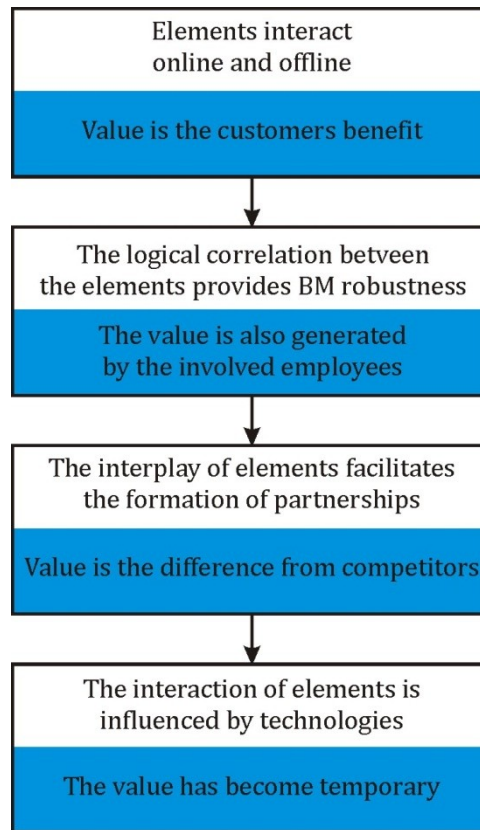 Elements interact
online and offline
Value is the customers benefit
The logical correlation between
the elements provides BM robustness
The value is also generated
by the involved employees
The interplay of elements facilitates
the formation of partnerships
Value is the difference from competitors
The interaction of elements is
influenced by technologies
The value has become temporary